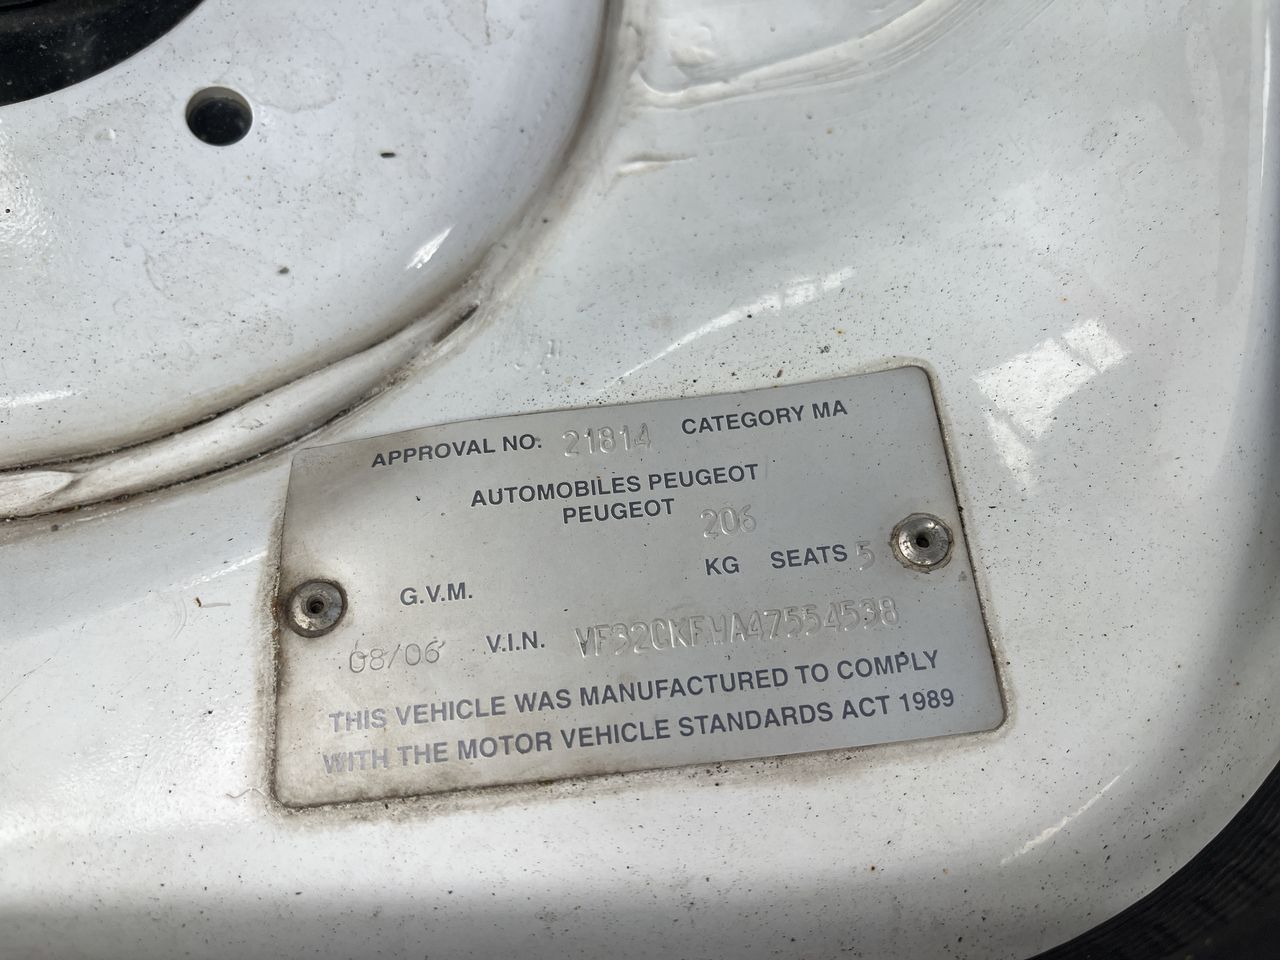 APPROVAL NO. 21814 CATEGORY MA
AUTOMOBILES PEUGEOT
PEUGEOT 206
G.V.M. KG SEATS 5
08/06 V.I.N. VF32CKFWA47554538
THIS VEHICLE WAS MANUFACTURED TO COMPLY
WITH THE MOTOR VEHICLE STANDARDS ACT 1989